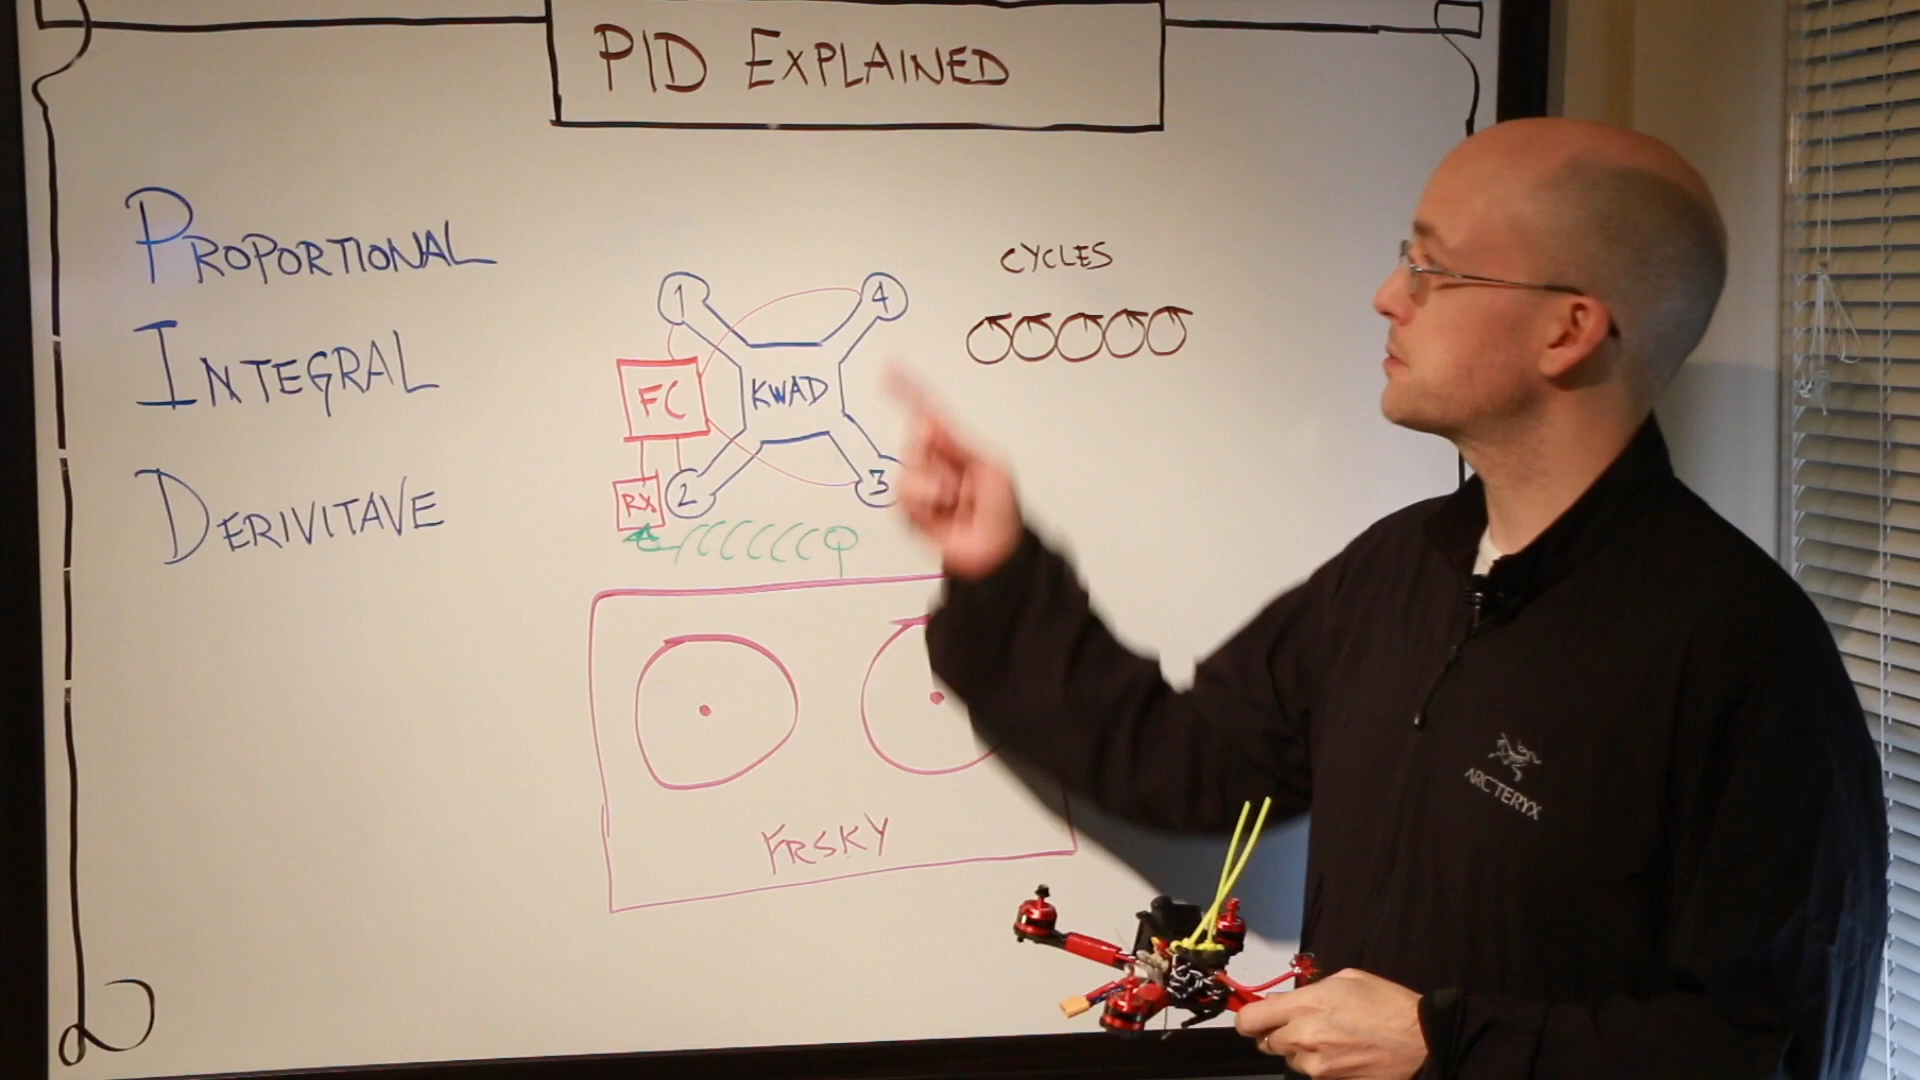 PID EXPLAINED
PROPORTIONAL
INTEGRAL
DERIVITAVE
CYCLES
1
4
FC
KWAD
RX
2
3
FRSKY
ARC'TERYX